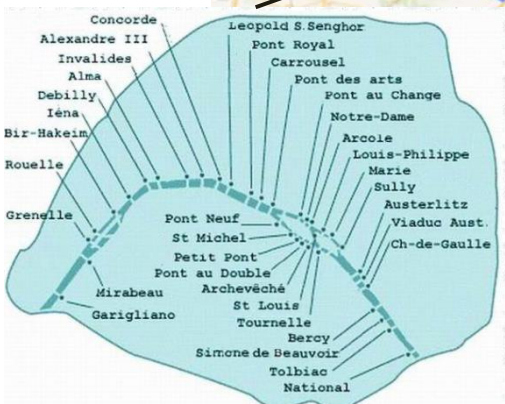 Concorde
Alexandre III
Invalides
Alma
Debilly
Iéna
Bir-Hakeim
Rouelle
Grenelle
Leopold S.Senghor
Pont Royal
Carrousel
Pont des arts
Pont au Change
Notre-Dame
Arcole
Louis-Philippe
Marie
Sully
Austerlitz
Viaduc Aust.
Ch-de-Gaulle
Pont Neuf
St Michel
Petit Pont
Pont au Double
Archevêché
St Louis
Tournelle
Mirabeau
Garigliano
Bercy
Simone de Beauvoir
Tolbiac
National